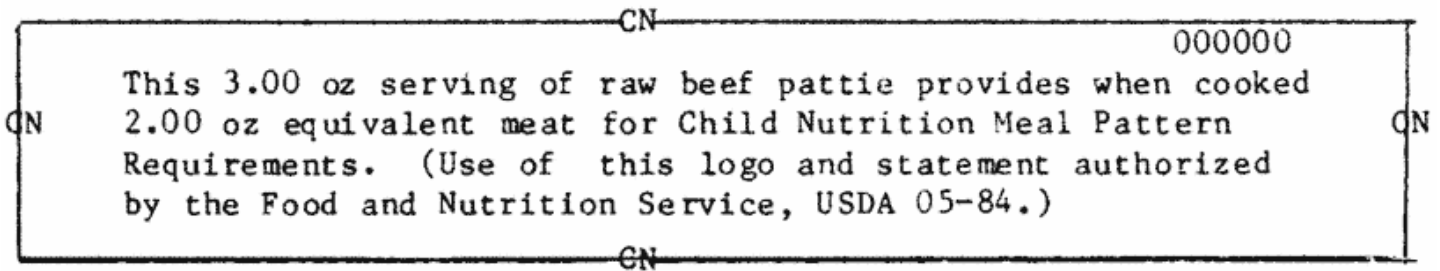 CN
000000
This 3.00 oz serving of raw beef pattie provides when cooked
CN 2.00 oz equivalent meat for Child Nutrition Meal Pattern CN
Requirements. (Use of this logo and statement authorized
by the Food and Nutrition Service, USDA 05-84.)
CN